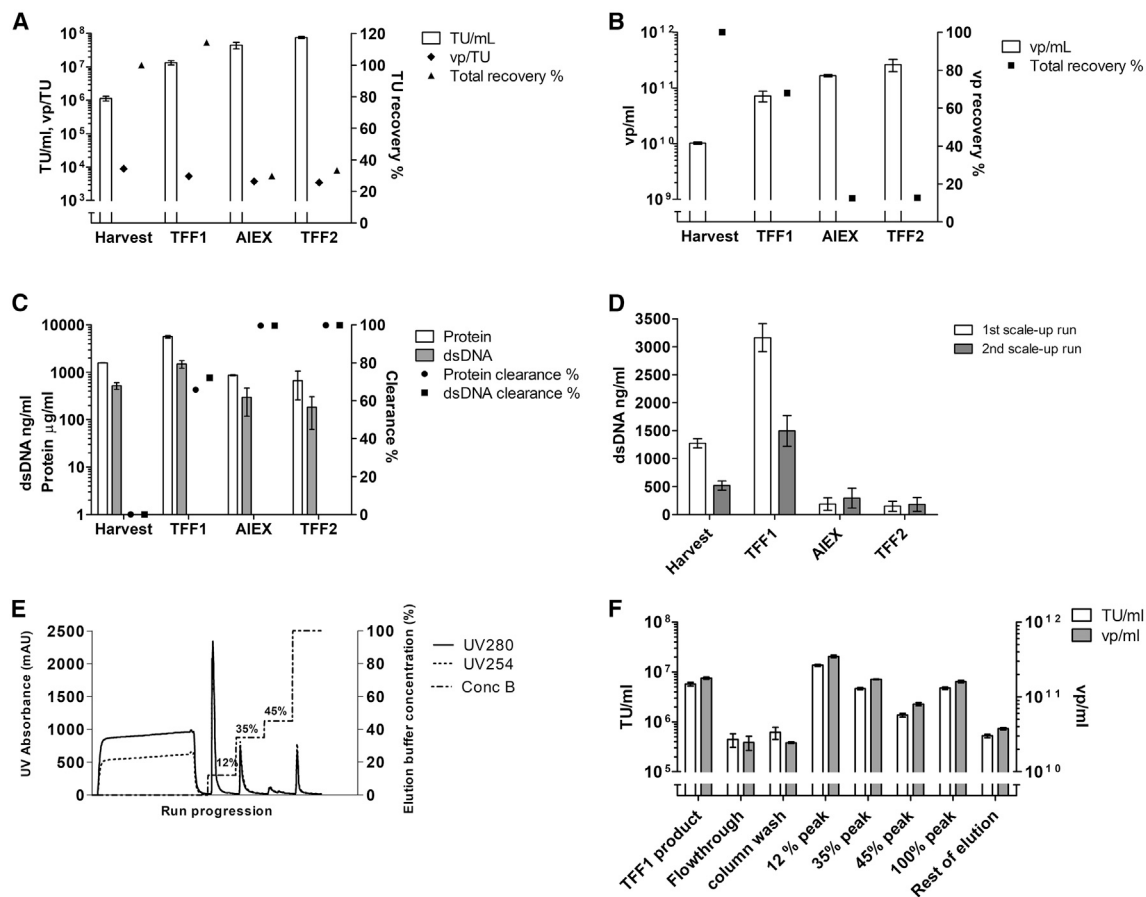 A
TU/ml, vp/TU
10^8
10^7
10^6
10^5
10^4
10^3
160
140
120
100
80
60
40
20
0
TU recovery %
TU/mL
vp/TU
Total recovery %
Harvest TFF1 AIEX TFF2
B
vp/ml
10^12
10^11
10^10
10^9
100
80
60
40
20
0
vp recovery %
vp/mL
Total recovery %
Harvest TFF1 AIEX TFF2
C
dsDNA ng/ml
Protein µg/ml
10000
1000
100
10
1
100
80
60
40
20
0
Clearance %
Protein
dsDNA
Protein clearance %
dsDNA clearance %
Harvest TFF1 AIEX TFF2
D
dsDNA ng/ml
3500
3000
2500
2000
1500
1000
500
0
1st scale-up run
2nd scale-up run
Harvest TFF1 AIEX TFF2
E
UV Absorbance (mAU)
2500
2000
1500
1000
500
0
12%
35%
45%
100
80
60
40
20
0
Elution buffer concentration (%)
UV280
UV254
Conc B
Run progression
F
TU/ml
10^8
10^7
10^6
10^5
10^12
10^11
10^10
vp/ml
TU/ml
vp/ml
TFF1 product
Flowthrough
column wash
12 % peak
35% peak
45% peak
100% peak
Rest of elution